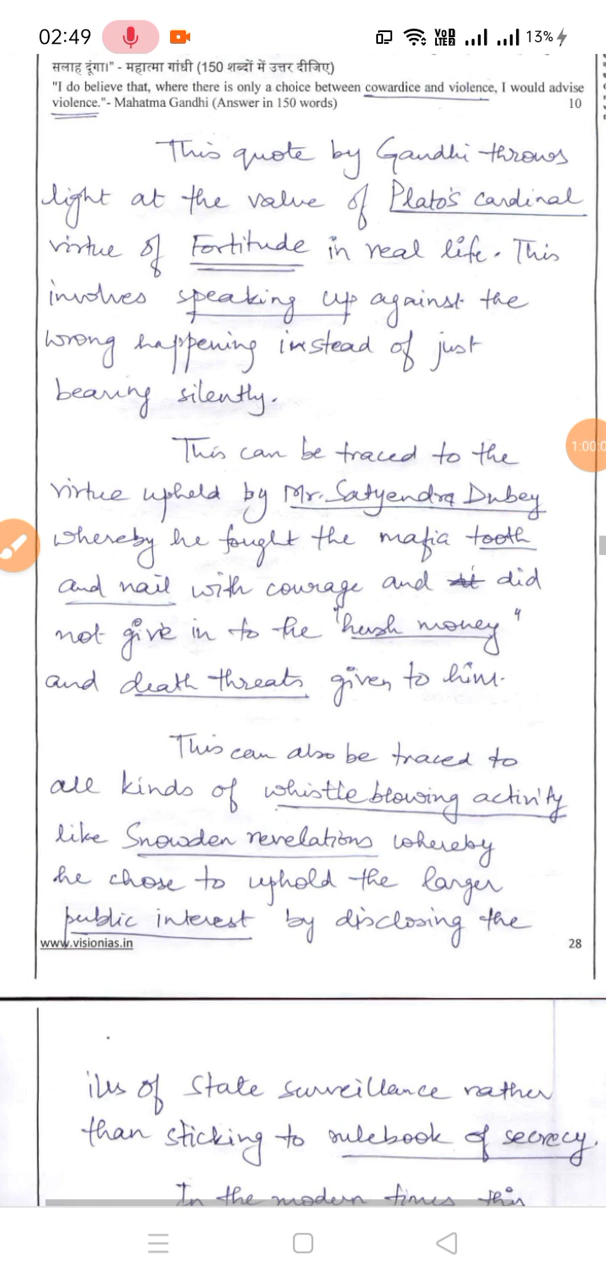 02:49
VoD LTE2
13%
सलाह दूंगा।" - महात्मा गांधी (150 शब्दों में उत्तर दीजिए)
"I do believe that, where there is only a choice between cowardice and violence, I would advise
violence."- Mahatma Gandhi (Answer in 150 words) 10
This quote by Gandhi throws
light at the value of Plato's cardinal
virtue of Fortitude in real life. This
involves speaking up against the
wrong happening instead of just
bearing silently.
1:00:0
This can be traced to the
virtue upheld by Mr. Satyendra Dubey
whereby he fought the mafia tooth
and nail with courage and did
not give in to the "hush money"
and death threats given to him.
This can also be traced to
all kinds of whistle blowing activity
like Snowden revelations whereby
he chose to uphold the larger
public interest by disclosing the
www.visionias.in 28
ills of State surveillance rather
than sticking to rulebook of secrecy.
In the modern times this